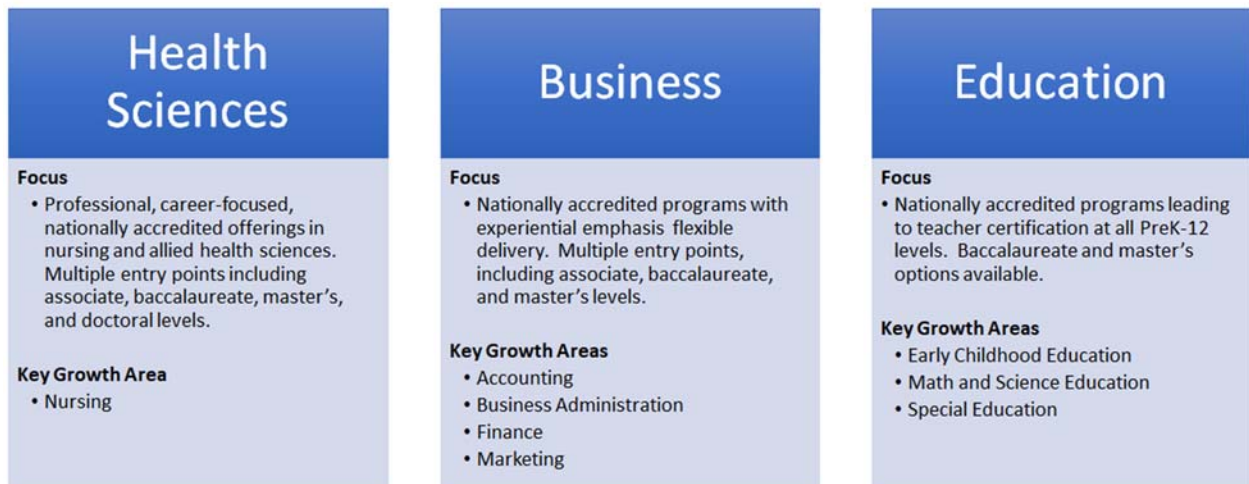 Health
Sciences
Focus
• Professional, career-focused,
nationally accredited offerings in
nursing and allied health sciences.
Multiple entry points including
associate, baccalaureate, master's,
and doctoral levels.
Key Growth Area
• Nursing
Business
Focus
• Nationally accredited programs with
experiential emphasis flexible
delivery.  Multiple entry points,
including associate, baccalaureate,
and master's levels.
Key Growth Areas
• Accounting
• Business Administration
• Finance
• Marketing
Education
Focus
• Nationally accredited programs leading
to teacher certification at all PreK-12
levels.  Baccalaureate and master's
options available.
Key Growth Areas
• Early Childhood Education
• Math and Science Education
• Special Education